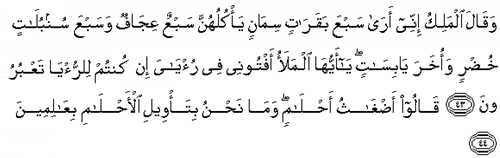 وَقَالَ ٱلْمَلِكُ إِنِّىٓ أَرَىٰ سَبْعَ بَقَرَٰتٍ سِمَانٍ يَأْكُلُهُنَّ سَبْعٌ عِجَافٌ وَسَبْعَ سُنۢبُلَٰتٍ
خُضْرٍ وَأُخَرَ يَابِسَٰتٍ ۖ يَٰٓأَيُّهَا ٱلْمَلَأُ أَفْتُونِى فِى رُءْيَٰىَ إِن كُنتُمْ لِلرُّءْيَا تَعْبُرُ
ونَ ٤٣ قَالُوٓا۟ أَضْغَٰثُ أَحْلَٰمٍ ۖ وَمَا نَحْنُ بِتَأْوِيلِ ٱلْأَحْلَٰمِ بِعَٰلِمِينَ
٤٤